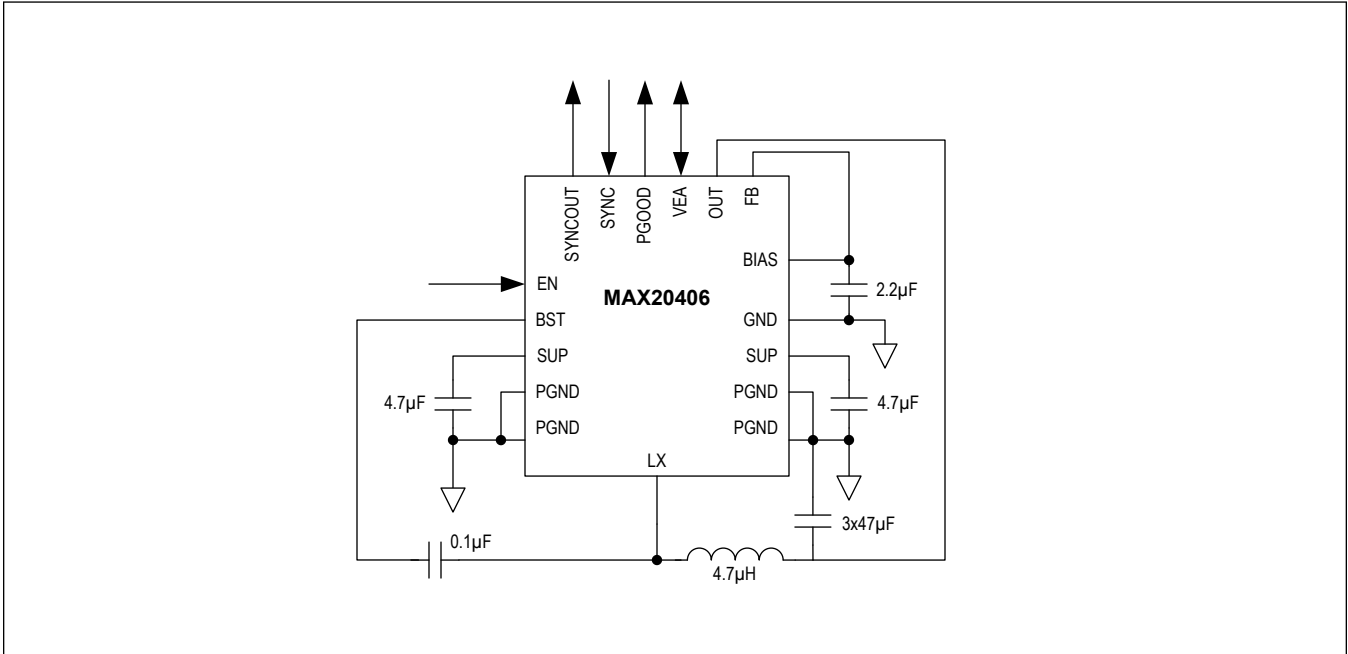 SYNCOUT
SYNC
PGOOD
VEA
OUT
FB
EN
BST
SUP
PGND
PGND
MAX20406
BIAS
GND
SUP
PGND
PGND
LX
2.2µF
4.7µF
4.7µF
3x47µF
0.1µF
4.7µH